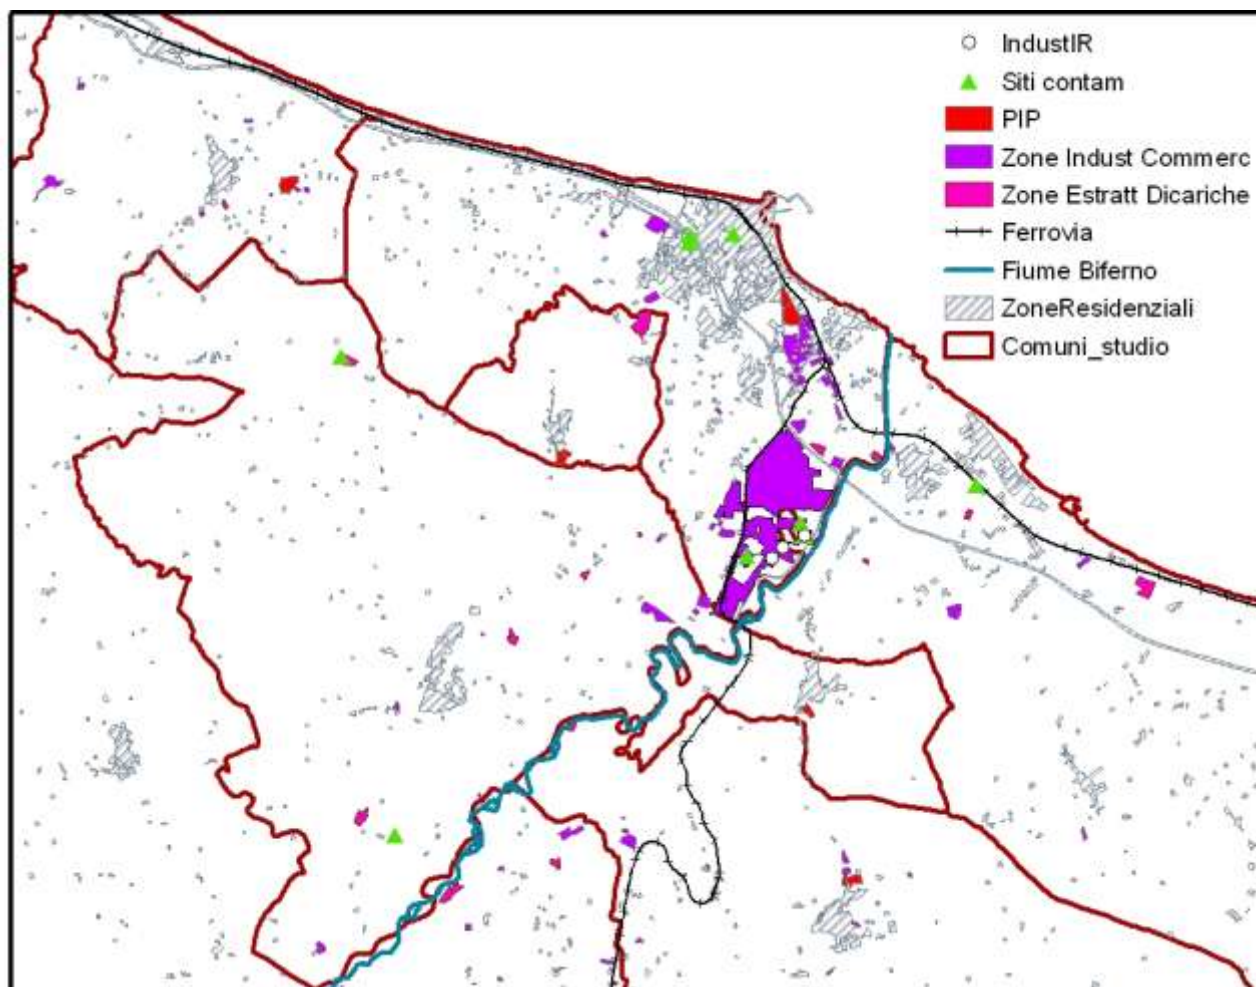 IndustIR
Siti contam
PIP
Zone Indust Commerc
Zone Estratt Dicariche
Ferrovia
Fiume Biferno
ZoneResidenziali
Comuni_studio